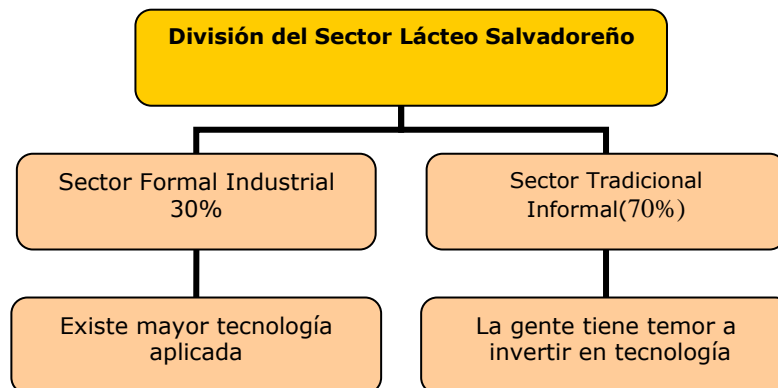 División del Sector Lácteo Salvadoreño
Sector Formal Industrial
30%
Sector Tradicional
Informal(70%)
Existe mayor tecnología
aplicada
La gente tiene temor a
invertir en tecnología